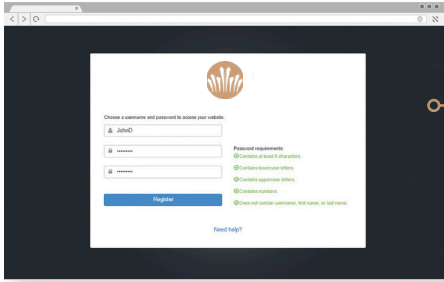 Choose a username and password to access your website.
JohnD
Password requirements:
Contains at least 8 characters
Contains lowercase letters
Contains uppercase letters
Contains numbers
Does not contain username, first name, or last name.
Register
Need help?